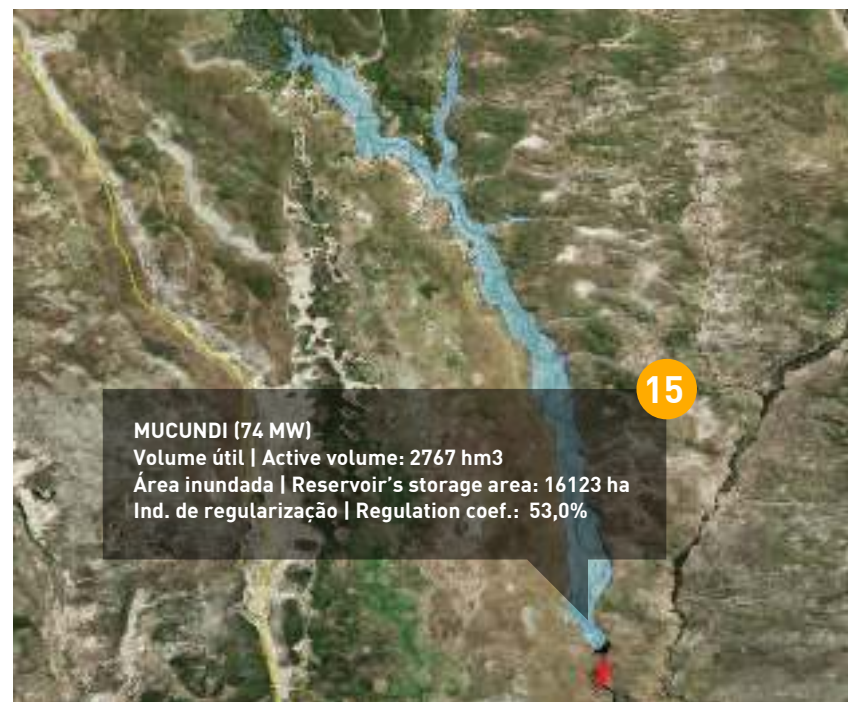 15
MUCUNDI (74 MW)
Volume útil | Active volume: 2767 hm3
Área inundada | Reservoir's storage area: 16123 ha
Ind. de regularização | Regulation coef.: 53,0%